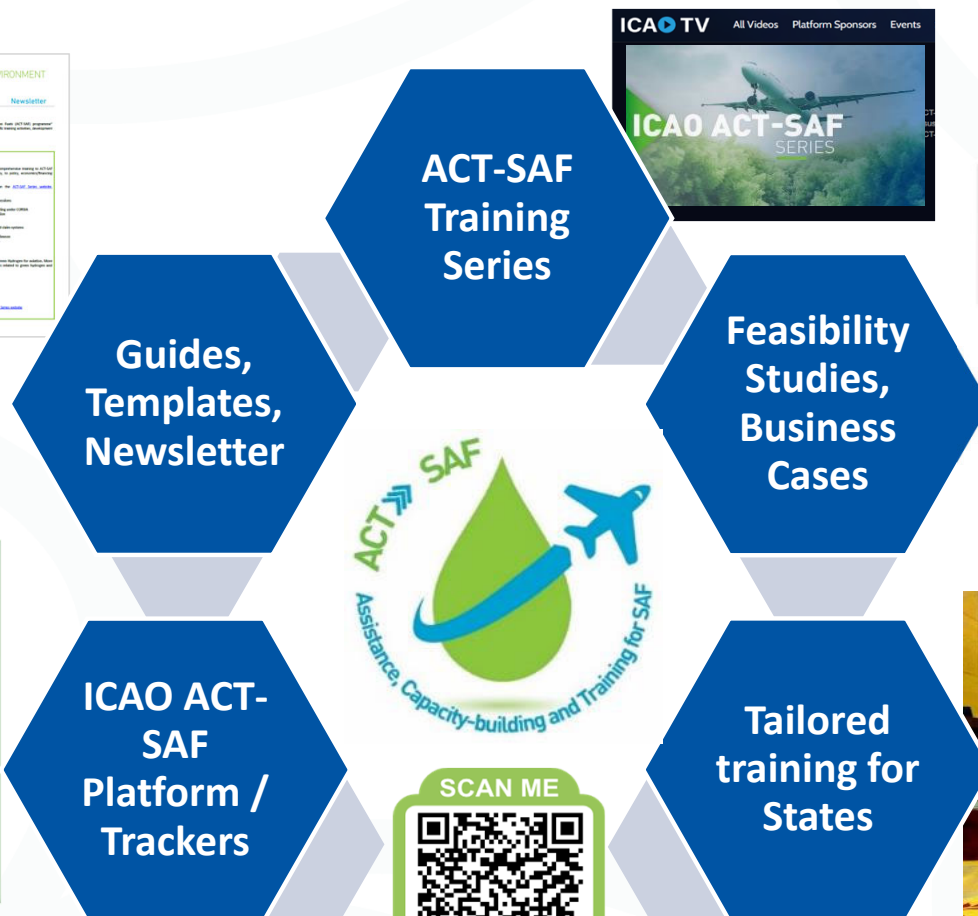 ICAO TV All Videos Platform Sponsors Events
ICAO ACT-SAF
SERIES
VIRONMENT
Newsletter
ACT-SAF
Training
Series
Guides,
Templates,
Newsletter
Feasibility
Studies,
Business
Cases
ACT SAF
Assistance, Capacity-building and Training for SAF
ICAO ACT-
SAF
Platform /
Trackers
Tailored
training for
States
SCAN ME